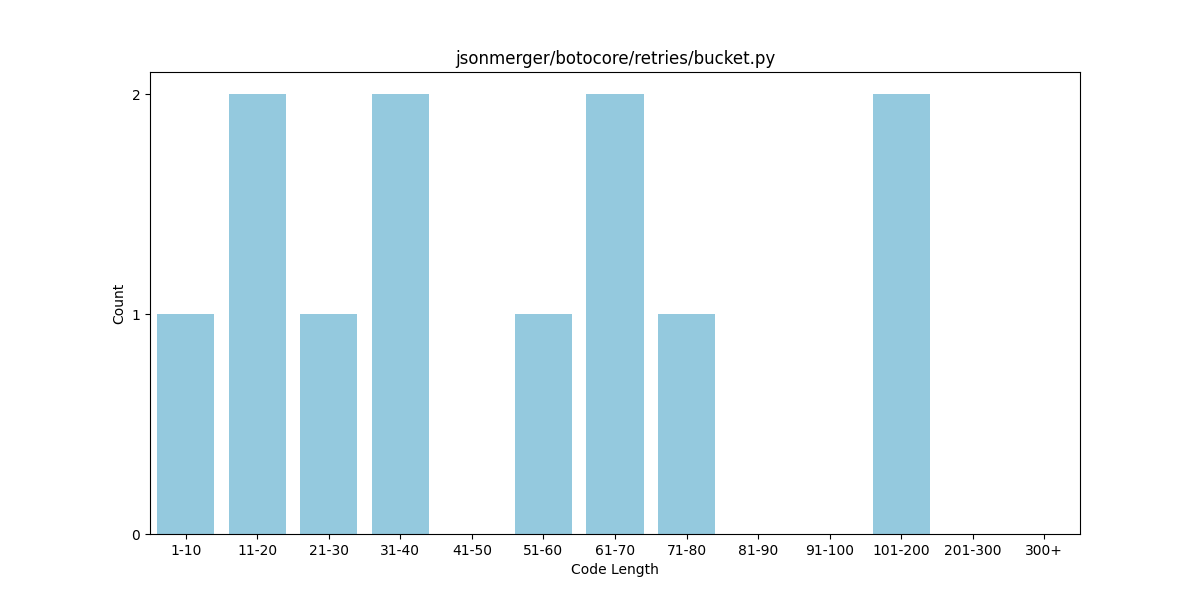 jsonmerger/botocore/retries/bucket.py
2
1
0
Count
1-10 11-20 21-30 31-40 41-50 51-60 61-70 71-80 81-90 91-100 101-200 201-300 300+
Code Length